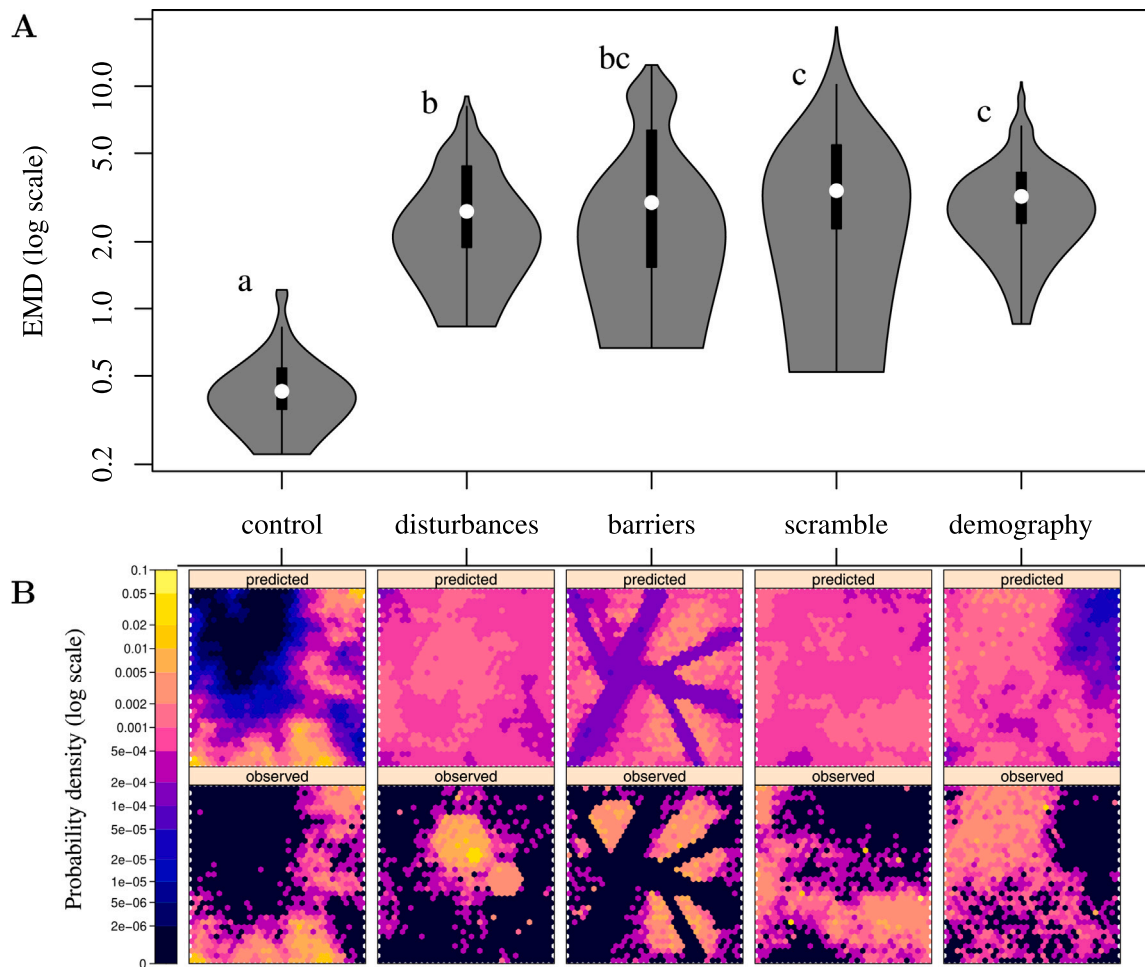 A
EMD (log scale)
10.0
5.0
2.0
1.0
0.5
0.2
a
b
bc
c
c
control disturbances barriers scramble demography
B
Probability density (log scale)
0.1
0.05
0.02
0.01
0.005
0.002
0.001
5e−04
2e−04
1e−04
5e−05
2e−05
1e−05
2e−06
0
predicted predicted predicted predicted predicted
observed observed observed observed observed